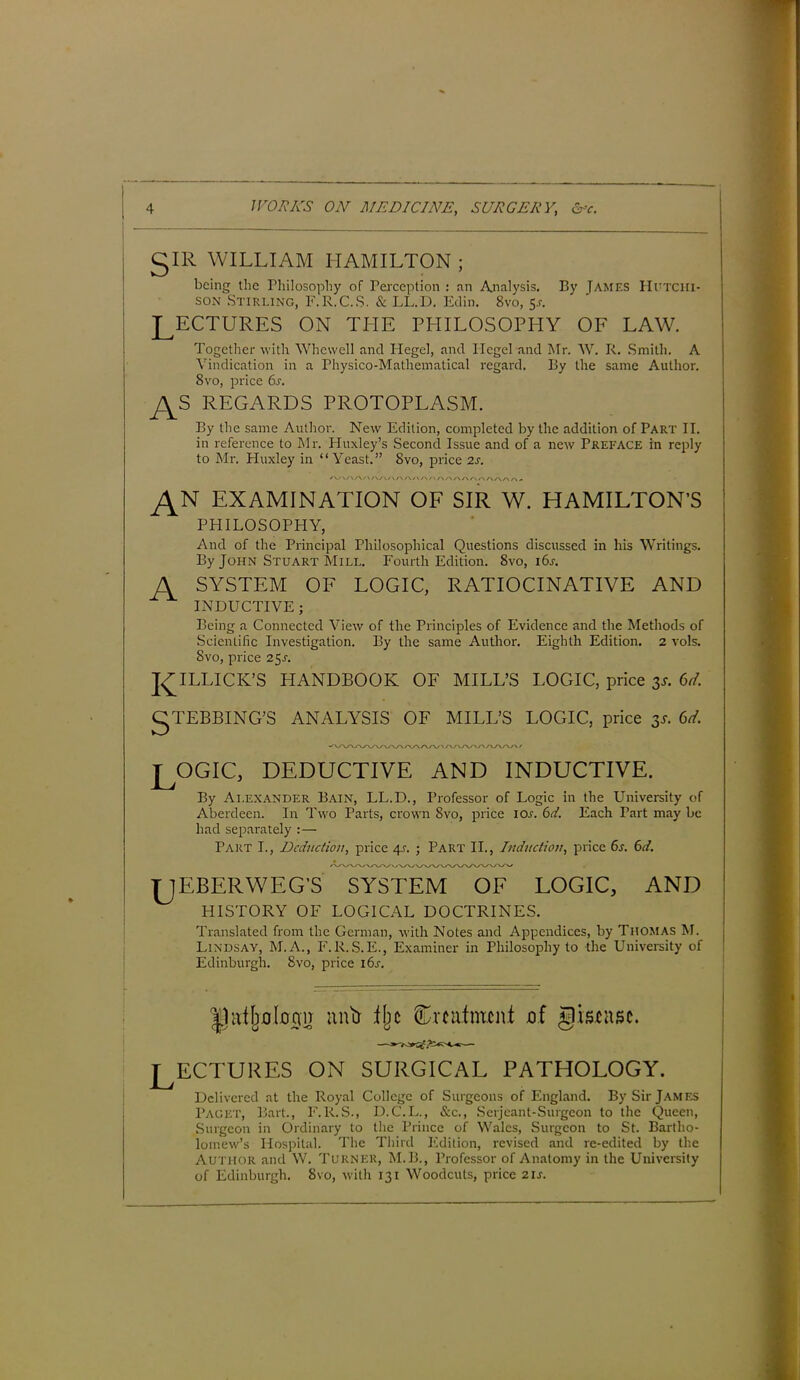 4 WORKS ON MEDICINE, SURGERY, &c.
SIR WILLIAM HAMILTON ;
being the Philosophy of Perception : an Analysis. By JAMES HUTCHI-
SON STIRLING, F.R.C.S. & LL.D. Edin. 8vo, 5s.
LECTURES ON THE PHILOSOPHY OF LAW.
Together with Whewell and Hegel, and Hegel and Mr. W. R. Smith. A
Vindication in a Physico-Mathematical regard. By the same Author.
8vo, price 6s.
AS REGARDS PROTOPLASM.
By the same Author. New Edition, completed by the addition of PART II.
in reference to Mr. Huxley's Second Issue and of a new PREFACE in reply
to Mr. Huxley in “Yeast.” 8vo, price 2s.
AN EXAMINATION OF SIR W. HAMILTON'S
PHILOSOPHY,
And of the Principal Philosophical Questions discussed in his Writings.
By JOHN STUART MILL. Fourth Edition. 8vo, 16s.
A SYSTEM OF LOGIC, RATIOCINATIVE AND
INDUCTIVE ;
Being a Connected View of the Principles of Evidence and the Methods of
Scientific Investigation. By the same Author. Eighth Edition. 2 vols.
8vo, price 25s.
KILLICK'S HANDBOOK OF MILL'S LOGIC, price 3s. 6d.
STEBBING'S ANALYSIS OF MILL'S LOGIC, price 3s. 6d.
LOGIC, DEDUCTIVE AND INDUCTIVE.
By ALEXANDER BAIN, LL.D., Professor of Logic in the University of
Aberdeen. In Two Parts, crown 8vo, price 10s. 6d. Each Part may be
had separately :—
PART I., Deduction, price 4s. ; PART II., Induction, price 6s. 6d.
UEBERWEG'S SYSTEM OF LOGIC, AND
HISTORY OF LOGICAL DOCTRINES.
Translated from the German, with Notes and Appendices, by THOMAS M.
LINDSAY, M.A., F.R.S.E., Examiner in Philosophy to the University of
Edinburgh. 8vo, price 16s.
Pathology and the Treatment of Disease.
LECTURES ON SURGICAL PATHOLOGY.
Delivered at the Royal College of Surgeons of England. By Sir JAMES
PAGET, Bart., F.R.S., D.C.L., &c., Serjeant-Surgeon to the Queen,
Surgeon in Ordinary to the Prince of Wales, Surgeon to St. Bartho-
lomew's Hospital. The Third Edition, revised and re-edited by the
AUTHOR and W. TURNER, M.B., Professor of Anatomy in the University
of Edinburgh. 8vo, with 131 Woodcuts, price 21s.